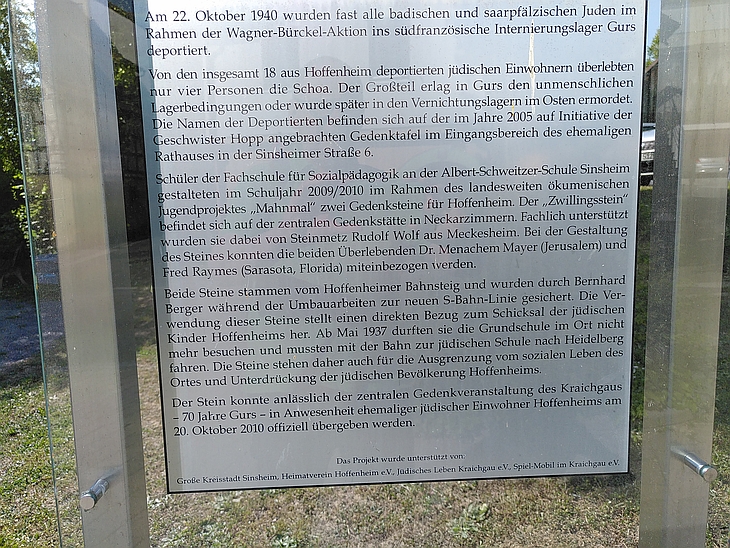 Am 22. Oktober 1940 wurden fast alle badischen und saarpfälzischen Juden im
Rahmen der Wagner-Bürckel-Aktion ins südfranzösische Internierungslager Gurs
deportiert.
Von den insgesamt 18 aus Hoffenheim deportierten jüdischen Einwohnern überlebten
nur vier Personen die Schoa. Der Großteil erlag in Gurs den unmenschlichen
Lagerbedingungen oder wurde später in den Vernichtungslagern im Osten ermordet.
Die Namen der Deportierten befinden sich auf der im Jahre 2005 auf Initiative der
Geschwister Hopp angebrachten Gedenktafel im Eingangsbereich des ehemaligen
Rathauses in der Sinsheimer Straße 6.
Schüler der Fachschule für Sozialpädagogik an der Albert-Schweitzer-Schule Sinsheim
gestalteten im Schuljahr 2009/2010 im Rahmen des landesweiten ökumenischen
Jugendprojektes „Mahnmal“ zwei Gedenksteine für Hoffenheim. Der „Zwillingsstein“
befindet sich auf der zentralen Gedenkstätte in Neckarzimmern. Fachlich unterstützt
wurden sie dabei von Steinmetz Rudolf Wolf aus Meckesheim. Bei der Gestaltung
des Steines konnten die beiden Überlebenden Dr. Menachem Mayer (Jerusalem) und
Fred Raymes (Sarasota, Florida) miteinbezogen werden.
Beide Steine stammen vom Hoffenheimer Bahnsteig und wurden durch Bernhard
Berger während der Umbauarbeiten zur neuen S-Bahn-Linie gesichert. Die Ver-
wendung dieser Steine stellt einen direkten Bezug zum Schicksal der jüdischen
Kinder Hoffenheims her. Ab Mai 1937 durften sie die Grundschule im Ort nicht
mehr besuchen und mussten mit der Bahn zur jüdischen Schule nach Heidelberg
fahren. Die Steine stehen daher auch für die Ausgrenzung vom sozialen Leben des
Ortes und Unterdrückung der jüdischen Bevölkerung Hoffenheims.
Der Stein konnte anlässlich der zentralen Gedenkveranstaltung des Kraichgaus
– 70 Jahre Gurs – in Anwesenheit ehemaliger jüdischer Einwohner Hoffenheims am
20. Oktober 2010 offiziell übergeben werden.
Das Projekt wurde unterstützt von:
Große Kreisstadt Sinsheim, Heimatverein Hoffenheim e.V., Jüdisches Leben Kraichgau e.V., Spiel-Mobil im Kraichgau e.V.